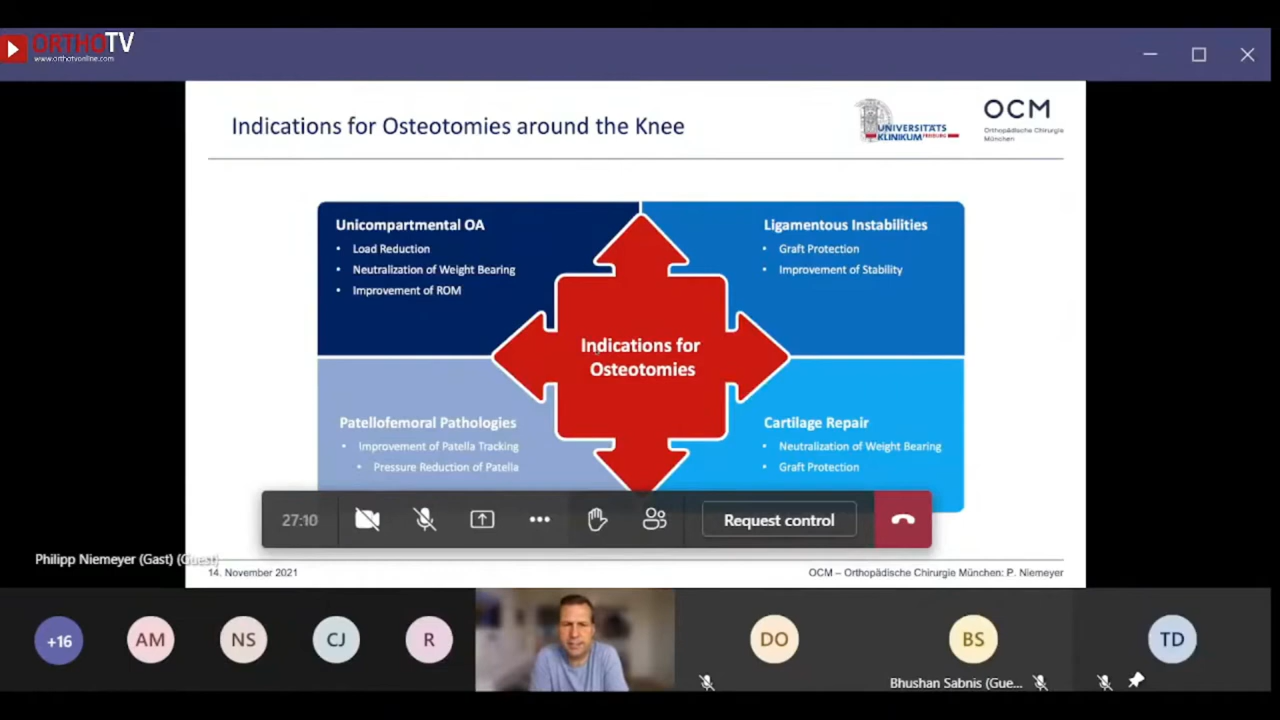 ORTHOTV
www.orthotvonline.com
Indications for Osteotomies around the Knee
UNIVERSITÄTS
KLINIKUM FREIBURG
OCM
Orthopädische Chirurgie
München
Unicompartmental OA
• Load Reduction
• Neutralization of Weight Bearing
• Improvement of ROM
Ligamentous Instabilities
• Graft Protection
• Improvement of Stability
Indications for
Osteotomies
Patellofemoral Pathologies
• Improvement of Patella Tracking
• Pressure Reduction of Patella
Cartilage Repair
• Neutralization of Weight Bearing
• Graft Protection
27:10
Request control
Philipp Niemeyer (Gast) (Guest)
14. November 2021
OCM – Orthopädische Chirurgie München: P. Niemeyer
+16
AM
NS
CJ
R
DO
BS
TD
Bhushan Sabnis (Gue...